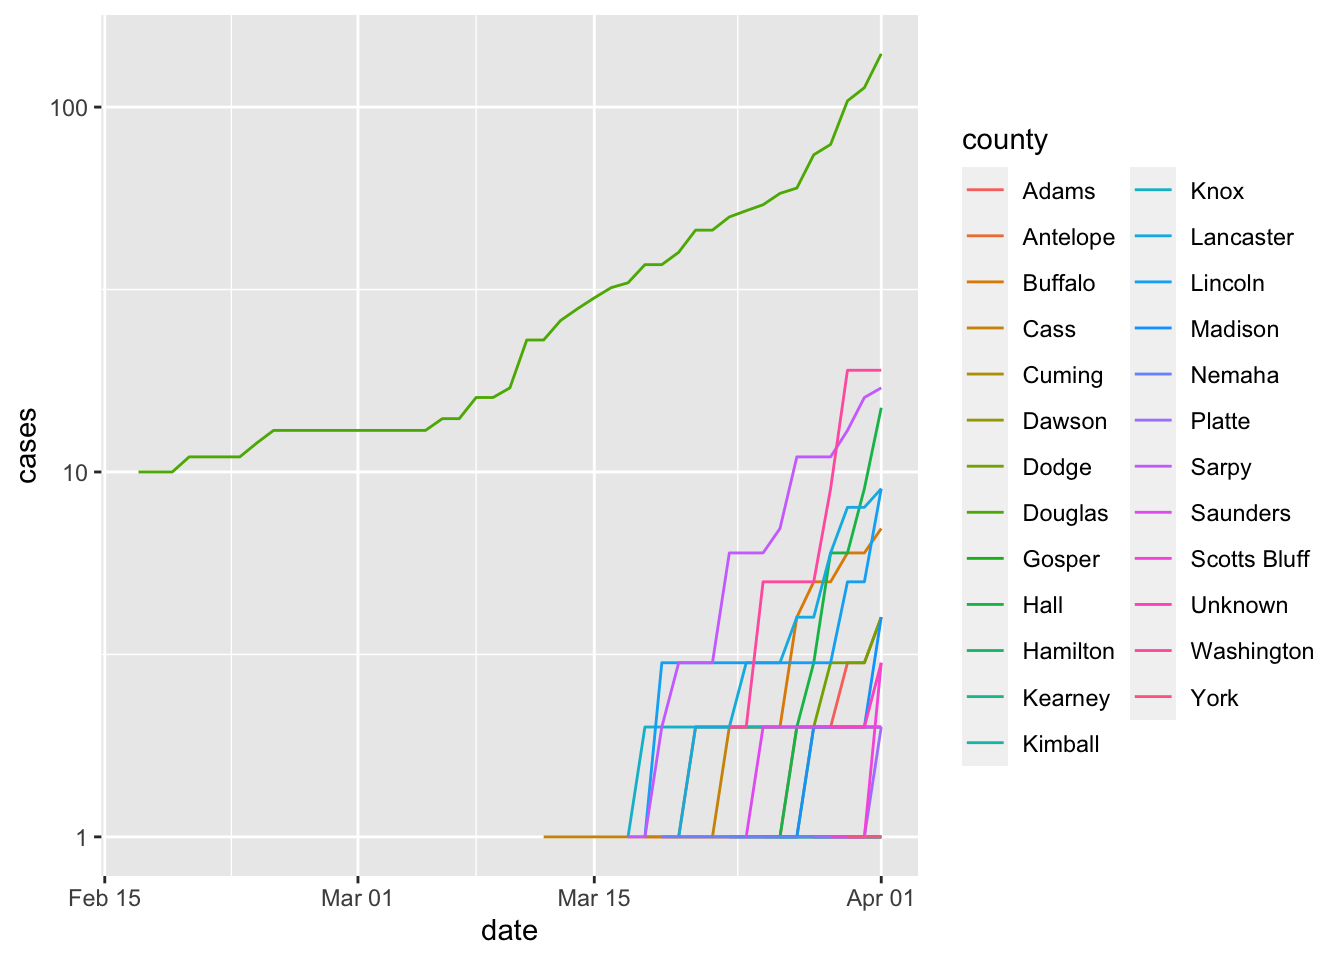 100
10
1
cases
Feb 15
Mar 01
Mar 15
Apr 01
date
county
Adams
Antelope
Buffalo
Cass
Cuming
Dawson
Dodge
Douglas
Gosper
Hall
Hamilton
Kearney
Kimball
Knox
Lancaster
Lincoln
Madison
Nemaha
Platte
Sarpy
Saunders
Scotts Bluff
Unknown
Washington
York